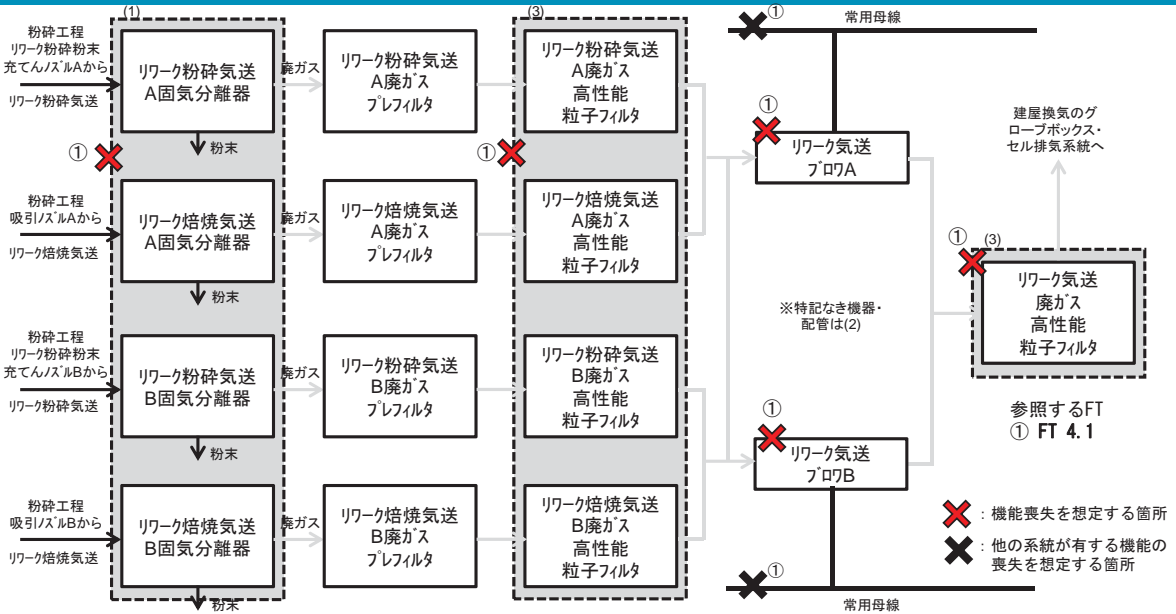 (1)
粉砕工程
リワーク粉砕粉末
充てんノズルAから
リワーク粉砕気送
リワーク粉砕気送
A固気分離器
粉末
廃ガス
リワーク粉砕気送
A廃ガス
プレフィルタ
(3)
リワーク粉砕気送
A廃ガス
高性能
粒子フィルタ
①
①
粉砕工程
吸引ノズルAから
リワーク焙焼気送
リワーク焙焼気送
A固気分離器
粉末
廃ガス
リワーク焙焼気送
A廃ガス
プレフィルタ
リワーク焙焼気送
A廃ガス
高性能
粒子フィルタ
粉砕工程
リワーク粉砕粉末
充てんノズルBから
リワーク粉砕気送
リワーク粉砕気送
B固気分離器
粉末
廃ガス
リワーク粉砕気送
B廃ガス
プレフィルタ
リワーク粉砕気送
B廃ガス
高性能
粒子フィルタ
粉砕工程
吸引ノズルBから
リワーク焙焼気送
リワーク焙焼気送
B固気分離器
粉末
廃ガス
リワーク焙焼気送
B廃ガス
プレフィルタ
リワーク焙焼気送
B廃ガス
高性能
粒子フィルタ
①
常用母線
①
リワーク気送
ブロワA
※特記なき機器・
配管は(2)
①
リワーク気送
ブロワB
①
常用母線
建屋換気のグ
ローブボックス・
セル排気系統へ
①
(3)
リワーク気送
廃ガス
高性能
粒子フィルタ
参照するFT
① FT 4.1
：機能喪失を想定する箇所
：他の系統が有する機能の
喪失を想定する箇所